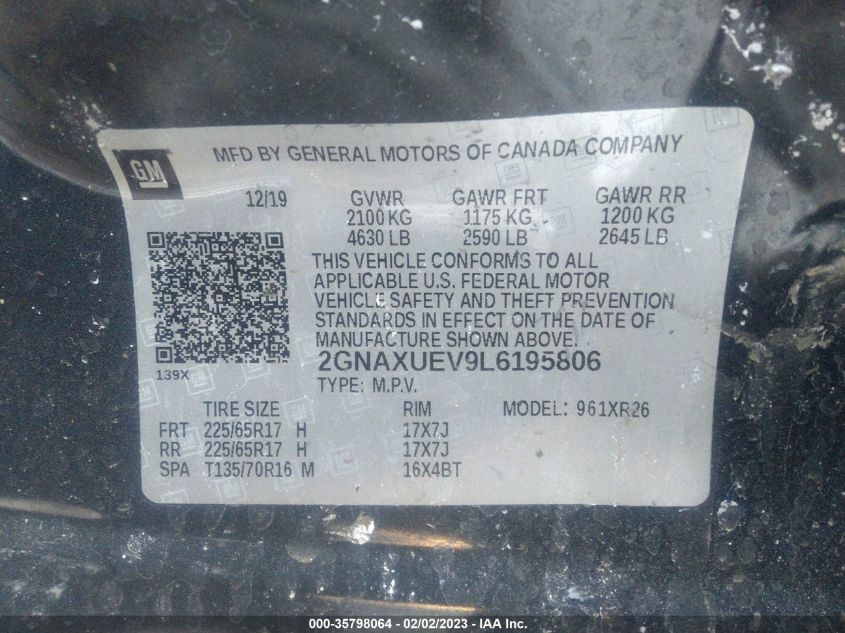 GM
MFD BY GENERAL MOTORS OF CANADA COMPANY
12/19 GVWR GAWR FRT GAWR RR
2100 KG 1175 KG 1200 KG
4630 LB 2590 LB 2645 LB
THIS VEHICLE CONFORMS TO ALL
APPLICABLE U.S. FEDERAL MOTOR
VEHICLE SAFETY AND THEFT PREVENTION
STANDARDS IN EFFECT ON THE DATE OF
MANUFACTURE SHOWN ABOVE.
139X
2GNAXUEV9L6195806
TYPE: M.P.V.
TIRE SIZE RIM MODEL: 961XR26
FRT 225/65R17 H 17X7J
RR 225/65R17 H 17X7J
SPA T135/70R16 M 16X4BT
000-35798064 - 02/02/2023 - IAA Inc.